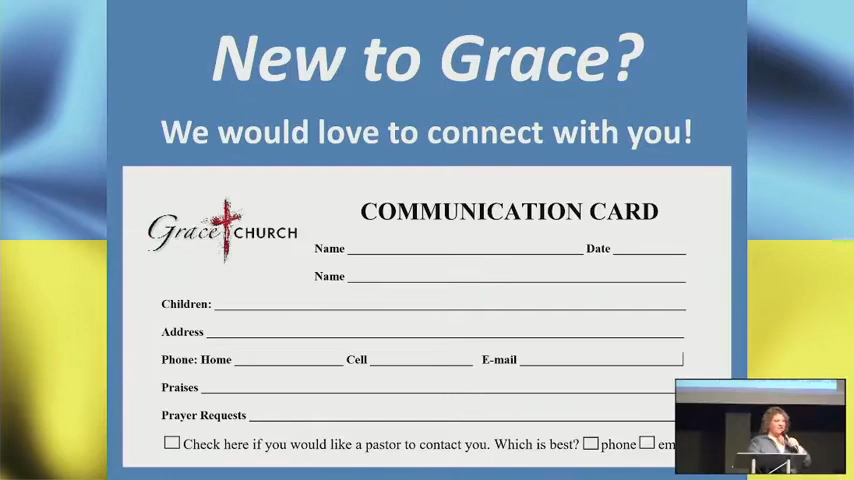 New to Grace?
We would love to connect with you!
Grace CHURCH
COMMUNICATION CARD
Name Date
Name
Children:
Address
Phone: Home Cell E-mail
Praises
Prayer Requests
Check here if you would like a pastor to contact you. Which is best? phone em